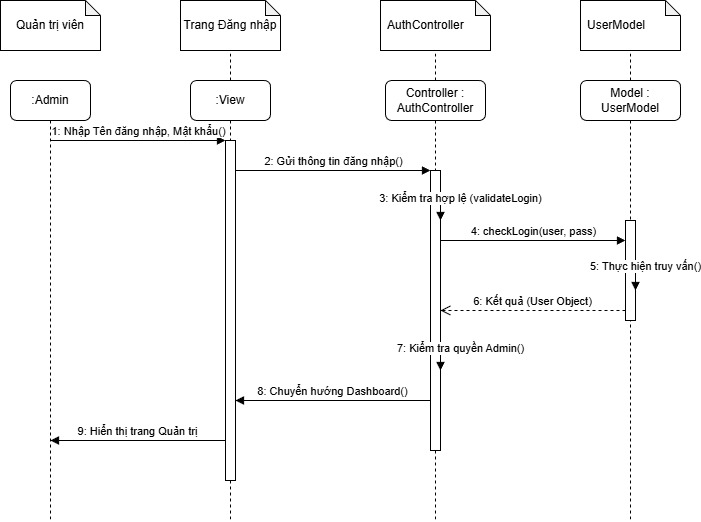 Quản trị viên
Trang Đăng nhập
AuthController
UserModel
:Admin
:View
Controller :
AuthController
Model :
UserModel
1: Nhập Tên đăng nhập, Mật khẩu()
2: Gửi thông tin đăng nhập()
3: Kiểm tra hợp lệ (validateLogin)
4: checkLogin(user, pass)
5: Thực hiện truy vấn()
6: Kết quả (User Object)
7: Kiểm tra quyền Admin()
8: Chuyển hướng Dashboard()
9: Hiển thị trang Quản trị